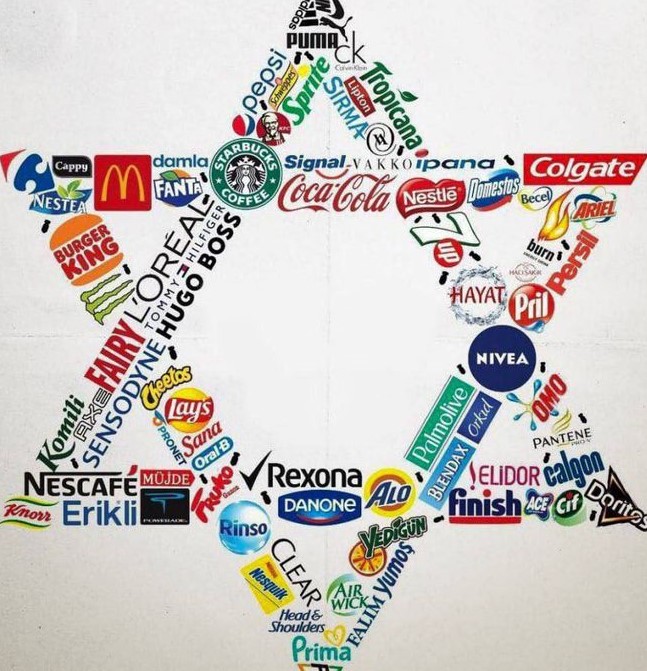 adidas
PUMA
ck
Calvin Klein
pepsi
Schweppes
Sprite
SIRMA
Lipton
Tropicana
KFC
Cappy
damla
STARBUCKS
COFFEE
Signal
VAKKO
ipana
Colgate
NESTEA
FANTA
Coca-Cola
Nestlé
Domestos
Becel
ARIEL
BURGER
KING
L'ORÉAL
TOMMY HILFIGER
HUGO BOSS
burn
HACI ŞAKİR
Persil
HAYAT
Pril
FAIRY
NIVEA
AXE
SENSODYNE
Komili
Cheetos
Lay's
PRONET
Sana
Oral-B
Palmolive
Orkid
OMO
PANTENE
PRO-V
BLENDAX
NESCAFÉ
MÜJDE
Fruko
Rexona
ELIDOR
calgon
Knorr
Erikli
POWERADE
DANONE
ALO
finish
ACE
Cif
Doritos
Rinso
YEDİGÜN
CLEAR
Nesquik
AIR
WICK
FALIM
Yumoş
Head &
Shoulders
Prima